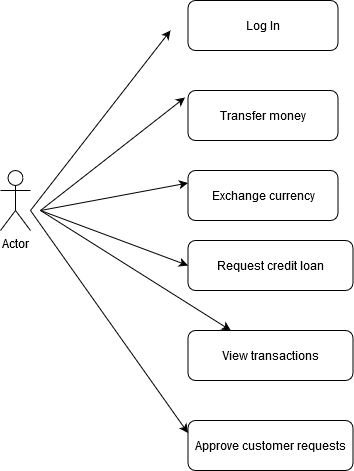 Log In
Transfer money
Exchange currency
Actor
Request credit loan
View transactions
Approve customer requests